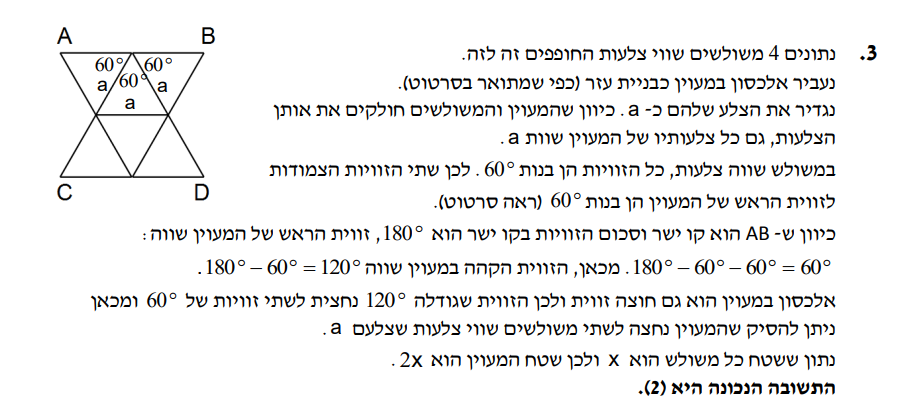 3. נתונים 4 משולשים שווי צלעות החופפים זה לזה.
נעביר אלכסון במעוין כבניית עזר (כפי שמתואר בסרטוט).
נגדיר את הצלע שלהם כ- a. כיוון שהמעוין והמשולשים חולקים את אותן
הצלעות, גם כל צלעותיו של המעוין שוות a.
במשולש שווה צלעות, כל הזוויות הן בנות 60°. לכן שתי הזוויות הצמודות
לזווית הראש של המעוין הן בנות 60° (ראה סרטוט).
כיוון ש- AB הוא קו ישר וסכום הזוויות בקו ישר הוא 180°, זווית הראש של המעוין שווה:
180° – 60° – 60° = 60°. מכאן, הזווית הקהה במעוין שווה 180° – 60° = 120°.
אלכסון במעוין הוא גם חוצה זווית ולכן הזווית שגודלה 120° נחצית לשתי זוויות של 60° ומכאן
ניתן להסיק שהמעוין נחצה לשתי משולשים שווי צלעות שצלעם a.
נתון ששטח כל משולש הוא x ולכן שטח המעוין הוא 2x.
התשובה הנכונה היא (2).
A B
60° 60°
a 60° a
a
C D